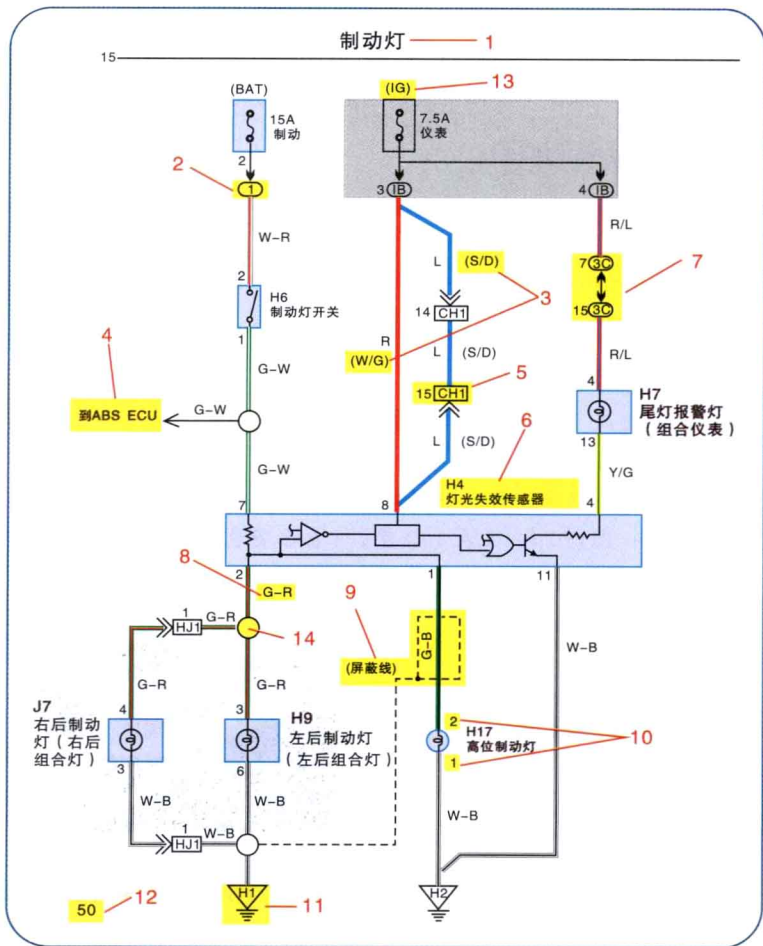 制动灯 1
15
(BAT)
15A
制动
2
2
1
W-R
2
H6
制动灯开关
1
G-W
4
到ABS ECU
G-W
G-W
7
(IG)
13
7.5A
仪表
3 IB
4 IB
L
(S/D)
3
14 CH1
R
(W/G)
L
(S/D)
15 CH1
5
L
(S/D)
8
R/L
7 3C
7
15 3C
R/L
4
H7
尾灯报警灯
(组合仪表)
13
Y/G
4
6
H4
灯光失效传感器
2
1
11
8
G-R
14
1
HJ1
G-R
G-R
G-R
J7
右后制动
灯(右后
组合灯)
4
3
3
H9
左后制动灯
(左后组合灯)
6
W-B
W-B
1
HJ1
W-B
9
(屏蔽线)
G-B
2
H17
高位制动灯
1
10
W-B
W-B
50
12
H1
11
H2